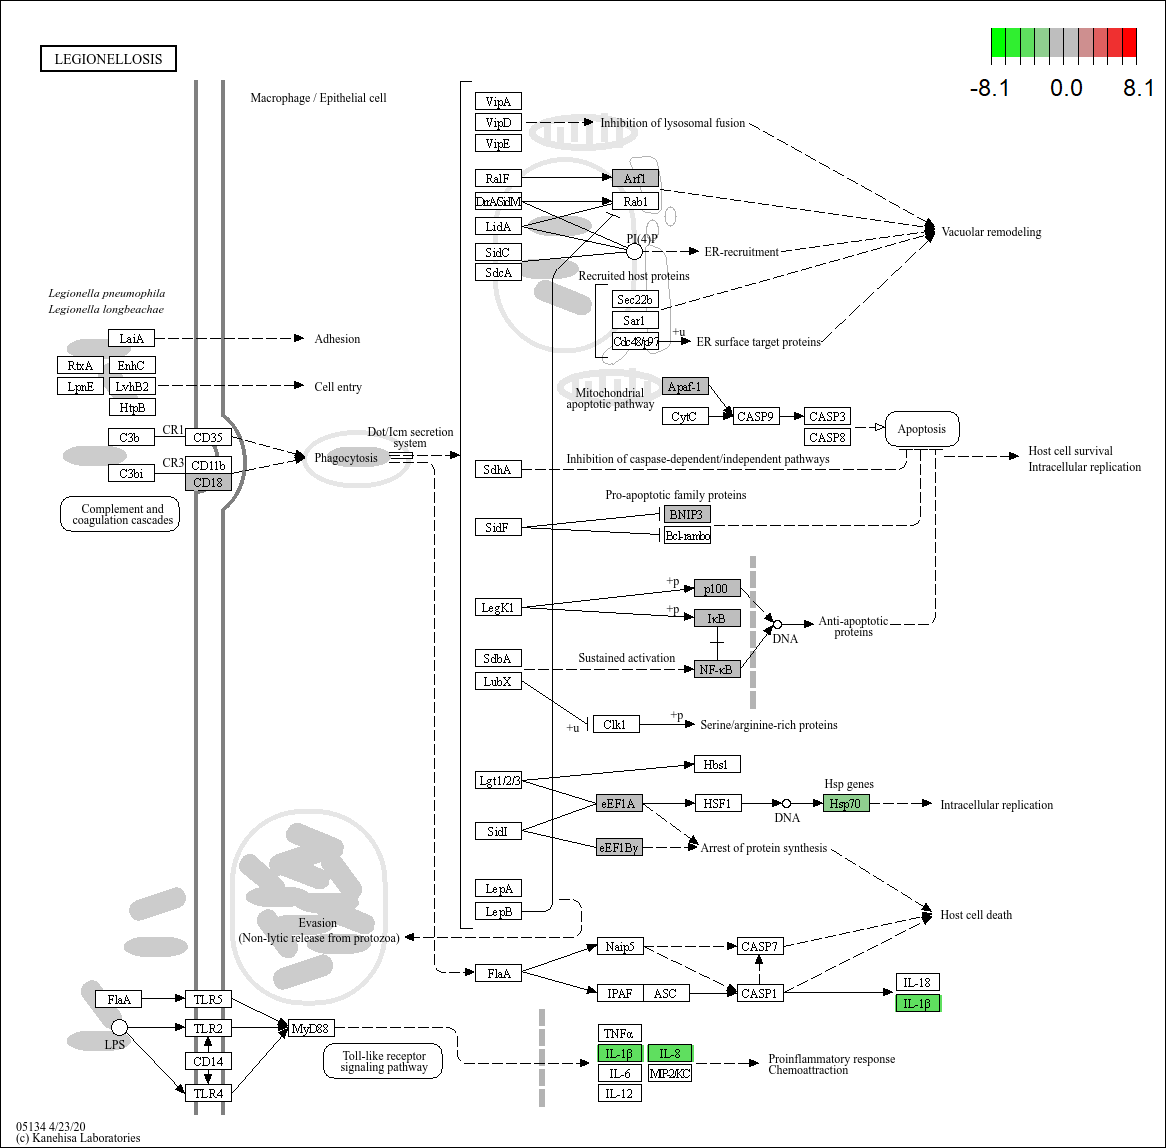 LEGIONELLOSIS
-8.1 0.0 8.1
Macrophage / Epithelial cell
VipA
VipD
VipE
Inhibition of lysosomal fusion
RalF
Arf1
DrrA/SidM
Rab1
LidA
Vacuolar remodeling
PI(4)P
SidC
ER-recruitment
SdcA
Recruited host proteins
Legionella pneumophila
Legionella longbeachae
Sec22b
Sar1
+u
Cdc48/p97
ER surface target proteins
LaiA
Adhesion
RtxA
EnhC
LpnE
LvhB2
Cell entry
HtpB
Mitochondrial
apoptotic pathway
Apaf-1
CytC
CASP9
CASP3
CASP8
Apoptosis
C3b
CR1
CD35
Dot/Icm secretion
system
Phagocytosis
CR3
C3bi
CD11b
CD18
SdhA
Inhibition of caspase-dependent/independent pathways
Host cell survival
Intracellular replication
Complement and
coagulation cascades
Pro-apoptotic family proteins
SidF
BNIP3
Bcl-rambo
+p
p100
LegK1
+p
IκB
DNA
Anti-apoptotic
proteins
SdbA
Sustained activation
NF-κB
LubX
+u
Clk1
+p
Serine/arginine-rich proteins
Hbs1
Lgt1/2/3
Hsp genes
eEF1A
HSF1
DNA
Hsp70
Intracellular replication
SidI
eEF1By
Arrest of protein synthesis
LepA
LepB
Host cell death
Evasion
(Non-lytic release from protozoa)
Naip5
CASP7
FlaA
IPAF
ASC
CASP1
IL-18
IL-1β
FlaA
TLR5
LPS
TLR2
MyD88
CD14
TLR4
Toll-like receptor
signaling pathway
TNFα
IL-1β
IL-8
IL-6
MIP2/KC
IL-12
Proinflammatory response
Chemoattraction
05134 4/23/20
(c) Kanehisa Laboratories